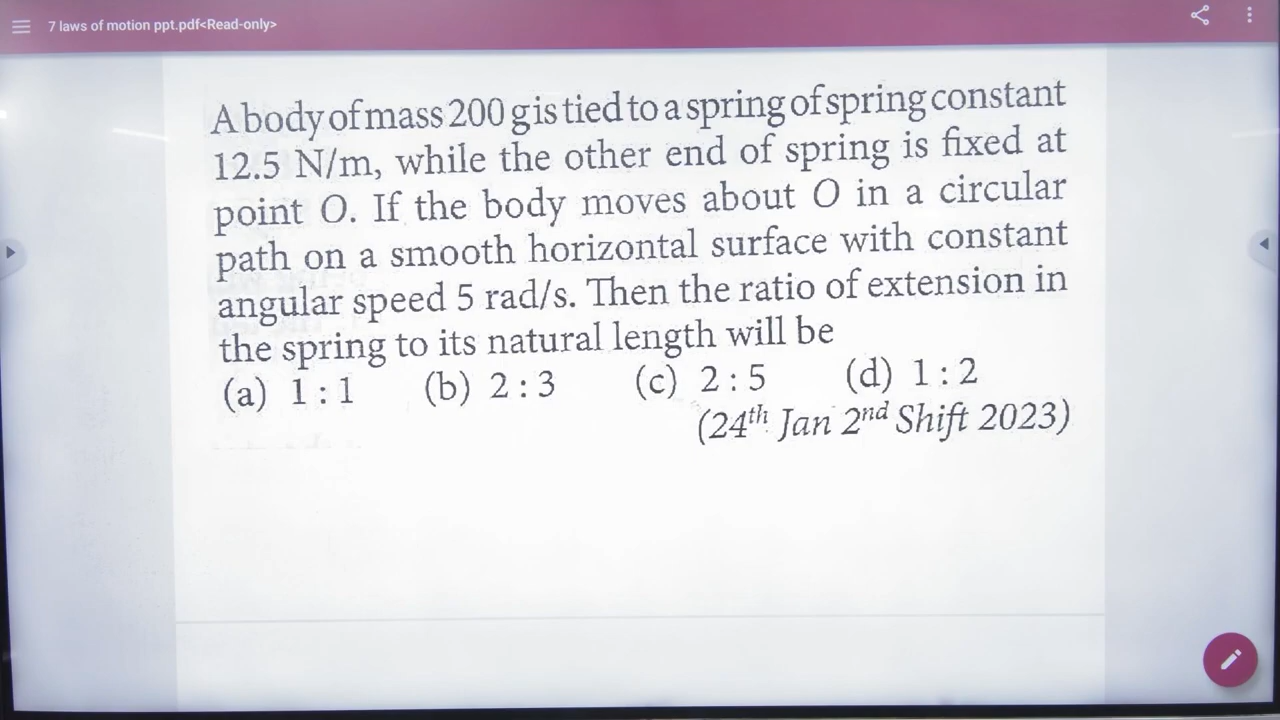 7 laws of motion ppt.pdf<Read-only>
A body of mass 200 g is tied to a spring of spring constant
12.5 N/m, while the other end of spring is fixed at
point O. If the body moves about O in a circular
path on a smooth horizontal surface with constant
angular speed 5 rad/s. Then the ratio of extension in
the spring to its natural length will be
(a) 1 : 1 (b) 2 : 3 (c) 2 : 5 (d) 1 : 2
(24th Jan 2nd Shift 2023)